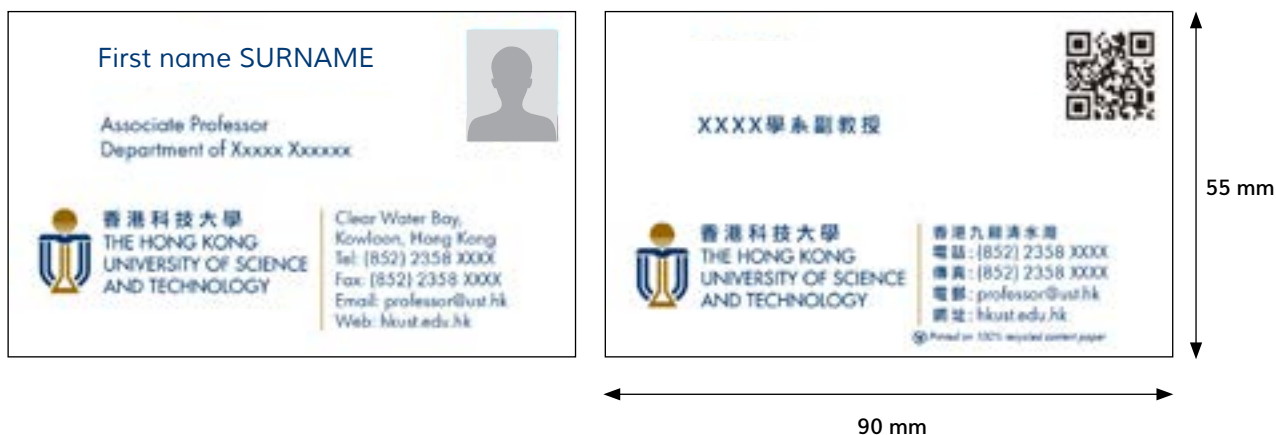 First name SURNAME
Associate Professor
Department of Xxxxx Xxxxxx
香港科技大學
THE HONG KONG
UNIVERSITY OF SCIENCE
AND TECHNOLOGY
Clear Water Bay,
Kowloon, Hong Kong
Tel: (852) 2358 XXXX
Fax: (852) 2358 XXXX
Email: professor@ust.hk
Web: hkust.edu.hk
XXXX學系副教授
香港科技大學
THE HONG KONG
UNIVERSITY OF SCIENCE
AND TECHNOLOGY
香港九龍清水灣
電話: (852) 2358 XXXX
傳真: (852) 2358 XXXX
電郵: professor@ust.hk
網址: hkust.edu.hk
Printed on 100% recycled content paper
55 mm
90 mm